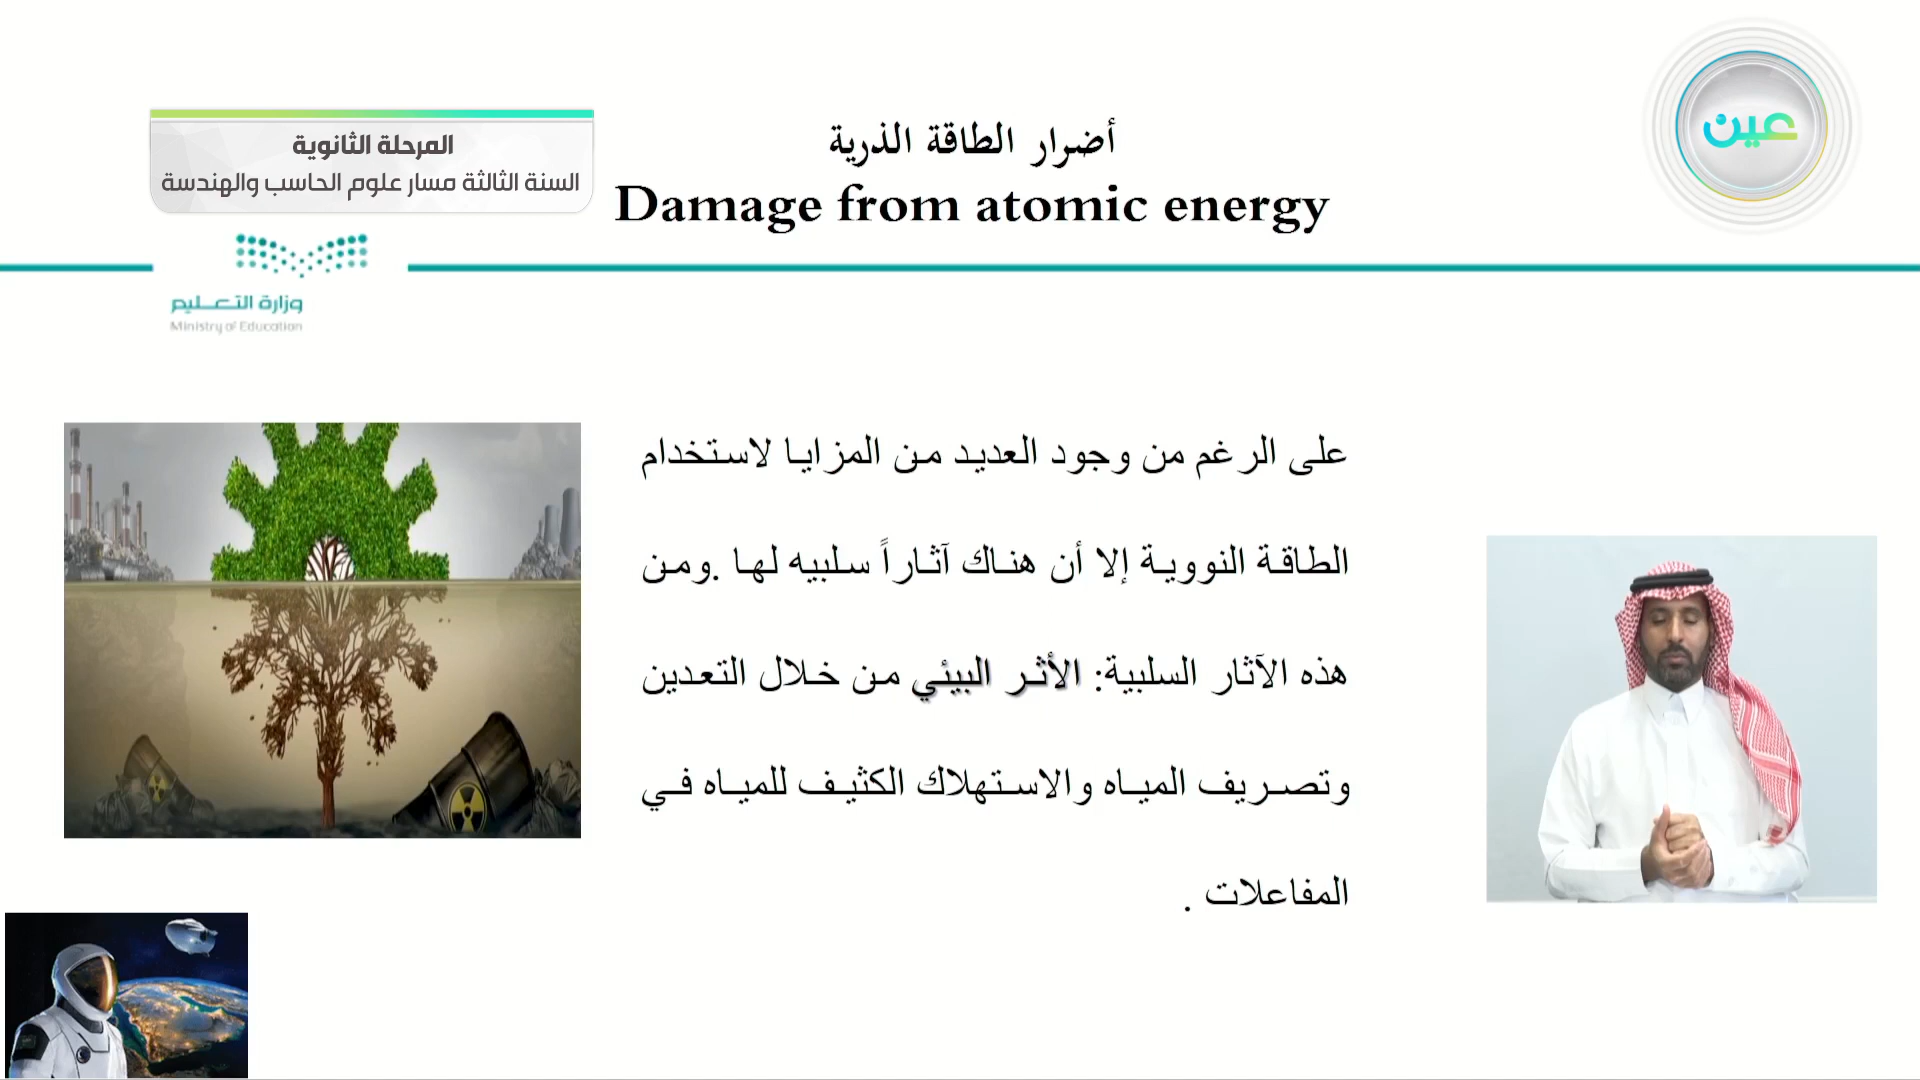 عين
المرحلة الثانوية
السنة الثالثة مسار علوم الحاسب والهندسة
أضرار الطاقة الذرية
Damage from atomic energy
وزارة التعـلـيم
Ministry of Education
على الرغم من وجود العديد من المزايا لاستخدام
الطاقة النووية إلا أن هناك آثاراً سلبيه لها .ومن
هذه الآثار السلبية: الأثر البيئي من خلال التعدين
وتصريف المياه والاستهلاك الكثيف للمياه في
المفاعلات .